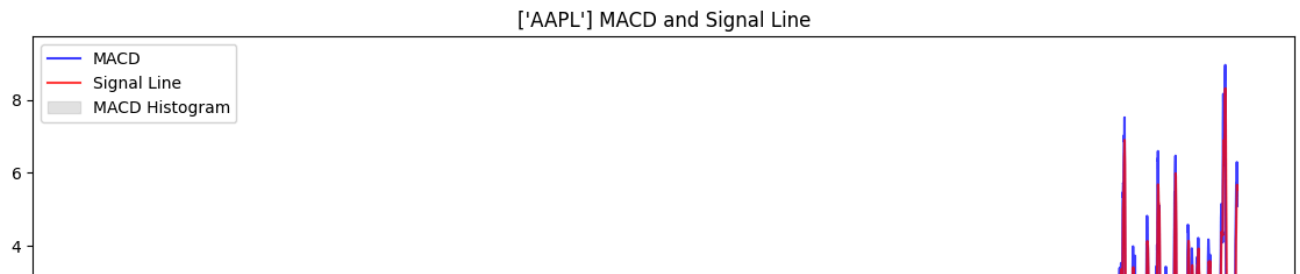 ['AAPL'] MACD and Signal Line
MACD
Signal Line
MACD Histogram
8
6
4